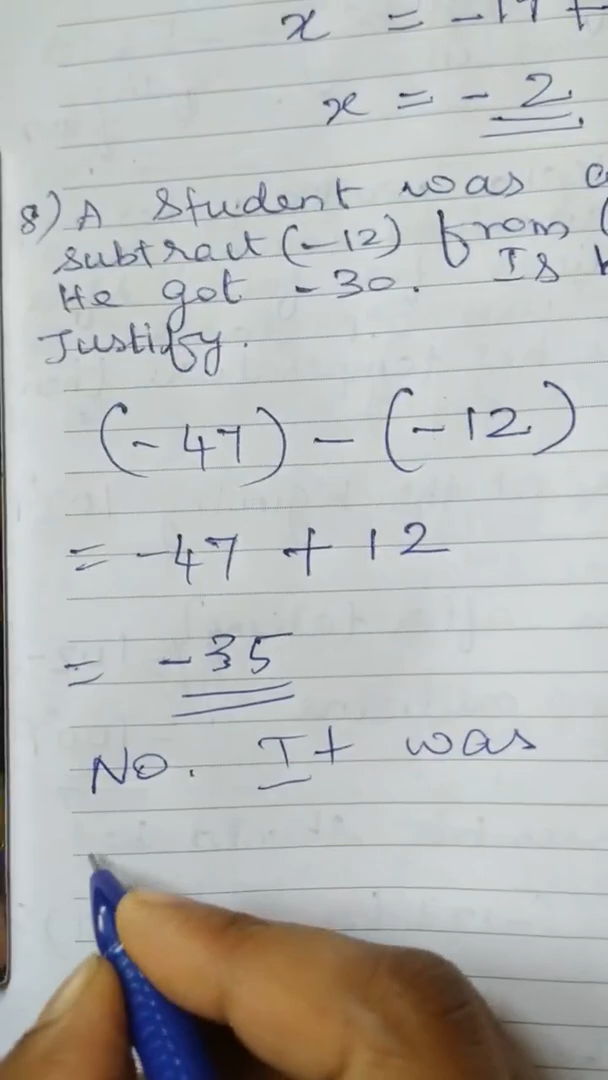 x = -17 +
x = - 2
8) A Student was
subtract (-12) from (
He got -30. Is
Justify.
(-47) - (-12)
= -47 + 12
= -35
No. It was